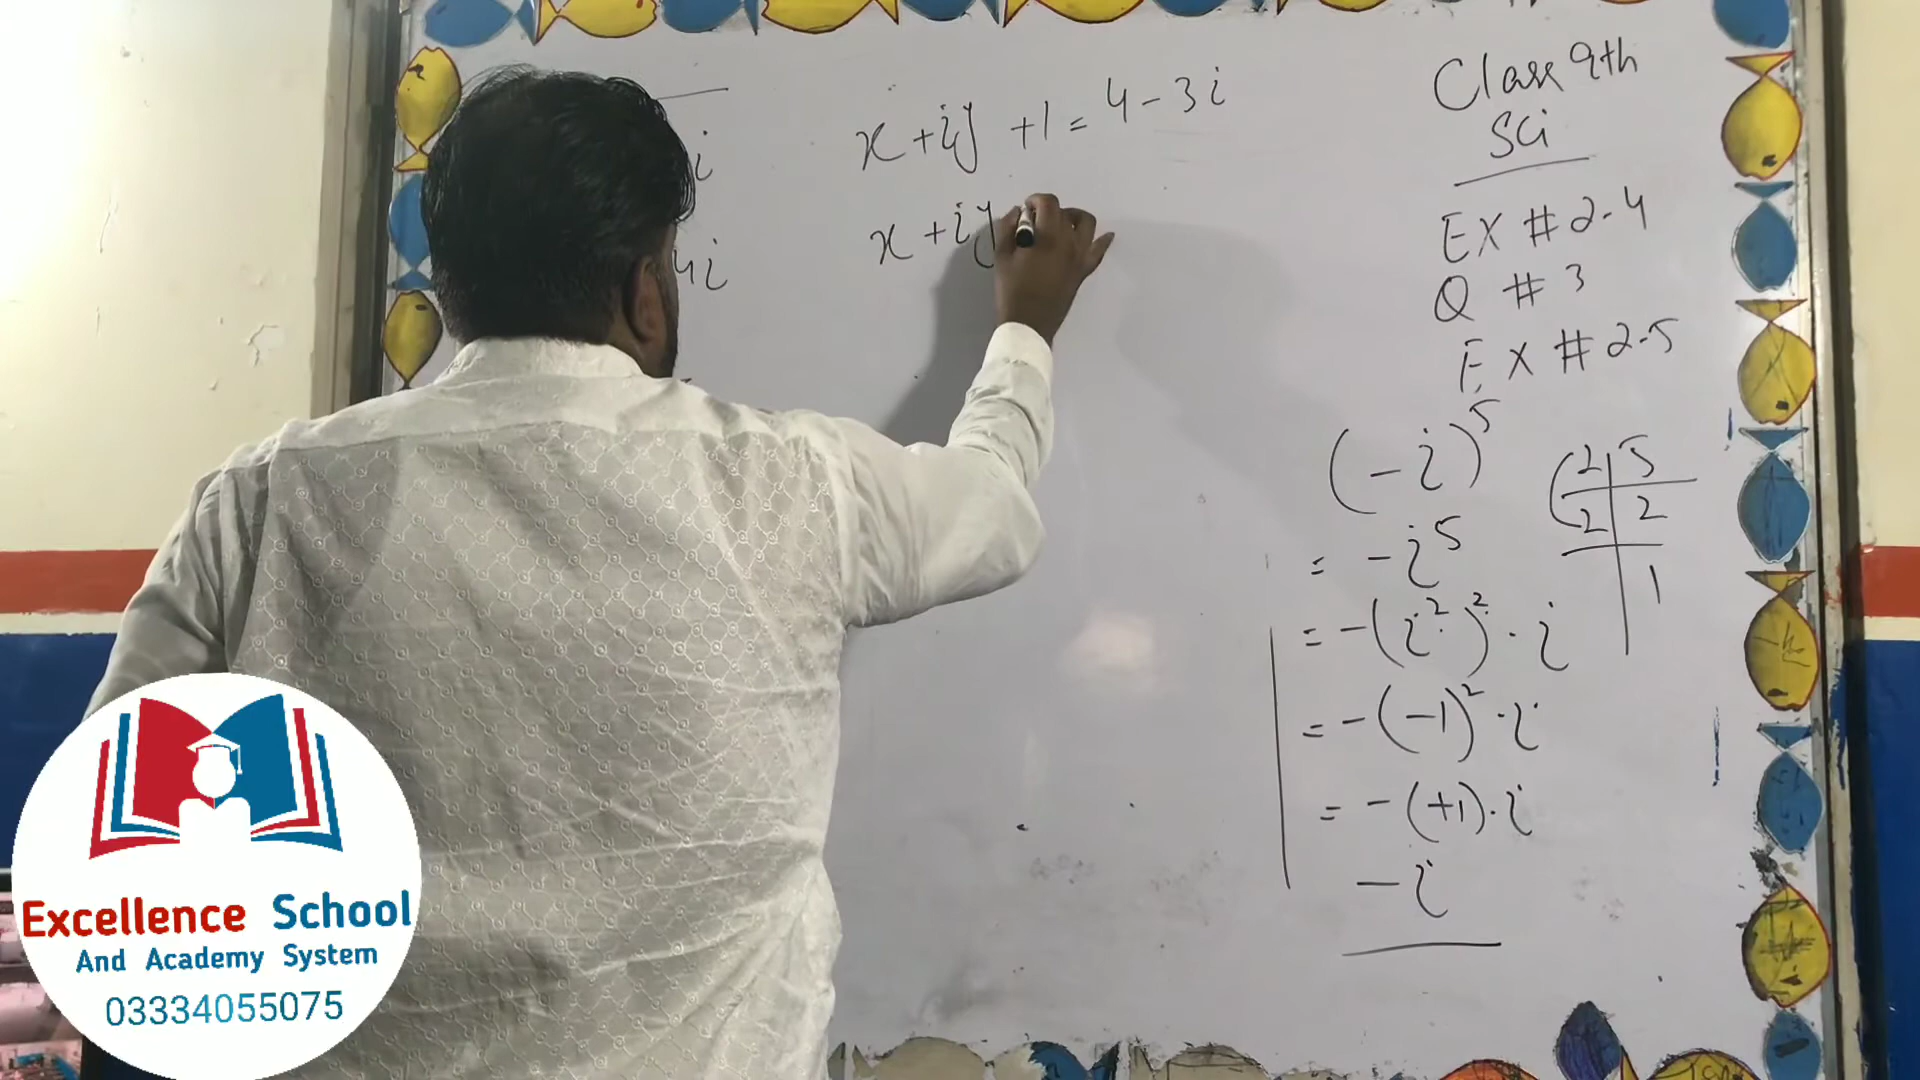 i
4i
x + iy + 1 = 4 - 3i
x + iy
Class 9th
Sci
EX # 2-4
Q # 3
EX # 2-5
(-i)^5
= -i^5
= -(i^2)^2 · i
= -(-1)^2 · i
= -(+1) · i
-i
2 | 5
2 | 2
1
Excellence School
And Academy System
03334055075